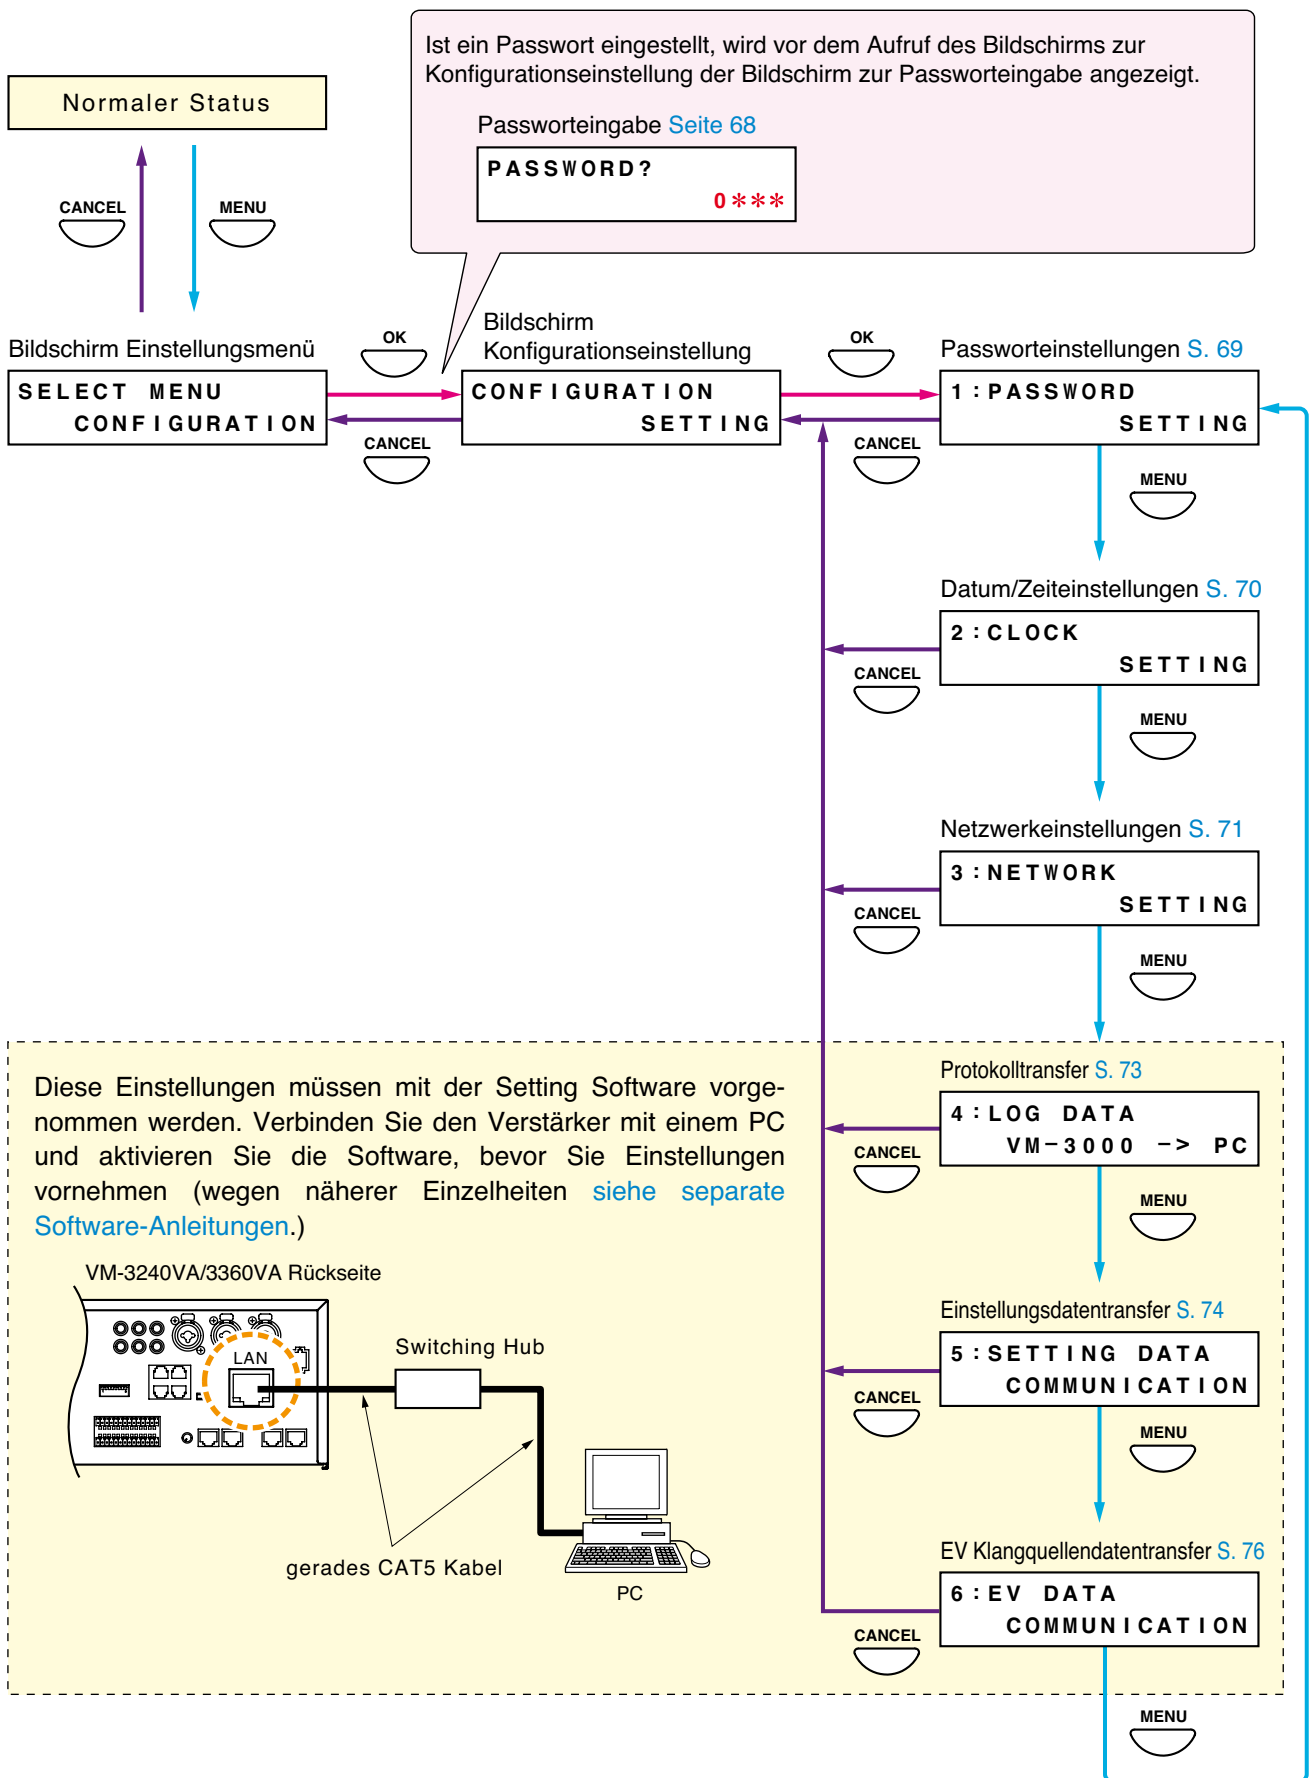 Ist ein Passwort eingestellt, wird vor dem Aufruf des Bildschirms zur
Konfigurationseinstellung der Bildschirm zur Passworteingabe angezeigt.
Passworteingabe Seite 68
PASSWORD?
0***
Normaler Status
CANCEL
MENU
Bildschirm Einstellungsmenü
SELECT MENU
CONFIGURATION
OK
CANCEL
Bildschirm
Konfigurationseinstellung
CONFIGURATION
SETTING
OK
CANCEL
Passworteinstellungen S. 69
1:PASSWORD
SETTING
MENU
Datum/Zeiteinstellungen S. 70
2:CLOCK
SETTING
CANCEL
MENU
Netzwerkeinstellungen S. 71
3:NETWORK
SETTING
CANCEL
MENU
Diese Einstellungen müssen mit der Setting Software vorge-
nommen werden. Verbinden Sie den Verstärker mit einem PC
und aktivieren Sie die Software, bevor Sie Einstellungen
vornehmen (wegen näherer Einzelheiten siehe separate
Software-Anleitungen.)
VM-3240VA/3360VA Rückseite
LAN
Switching Hub
gerades CAT5 Kabel
PC
Protokolltransfer S. 73
4:LOG DATA
VM-3000 -> PC
CANCEL
MENU
Einstellungsdatentransfer S. 74
5:SETTING DATA
COMMUNICATION
CANCEL
MENU
EV Klangquellendatentransfer S. 76
6:EV DATA
COMMUNICATION
CANCEL
MENU